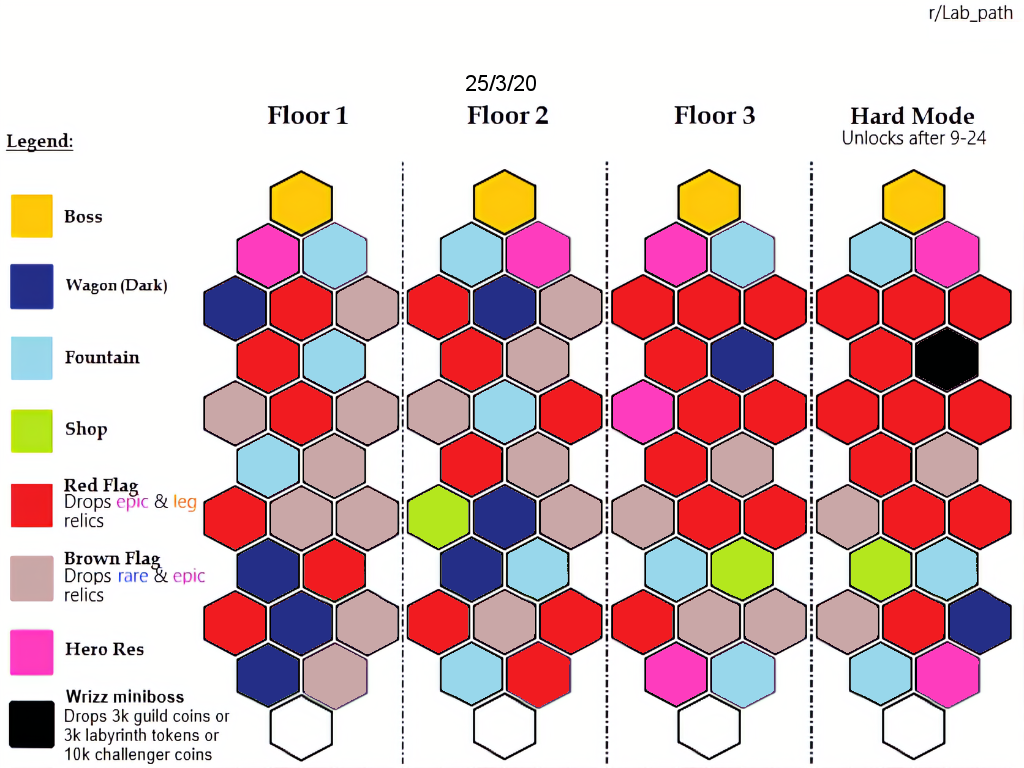 r/Lab_path
25/3/20
Floor 1
Floor 2
Floor 3
Hard Mode
Unlocks after 9-24
Legend:
Boss
Wagon (Dark)
Fountain
Shop
Red Flag
Drops epic & leg
relics
Brown Flag
Drops rare & epic
relics
Hero Res
Wrizz miniboss
Drops 3k guild coins or
3k labyrinth tokens or
10k challenger coins